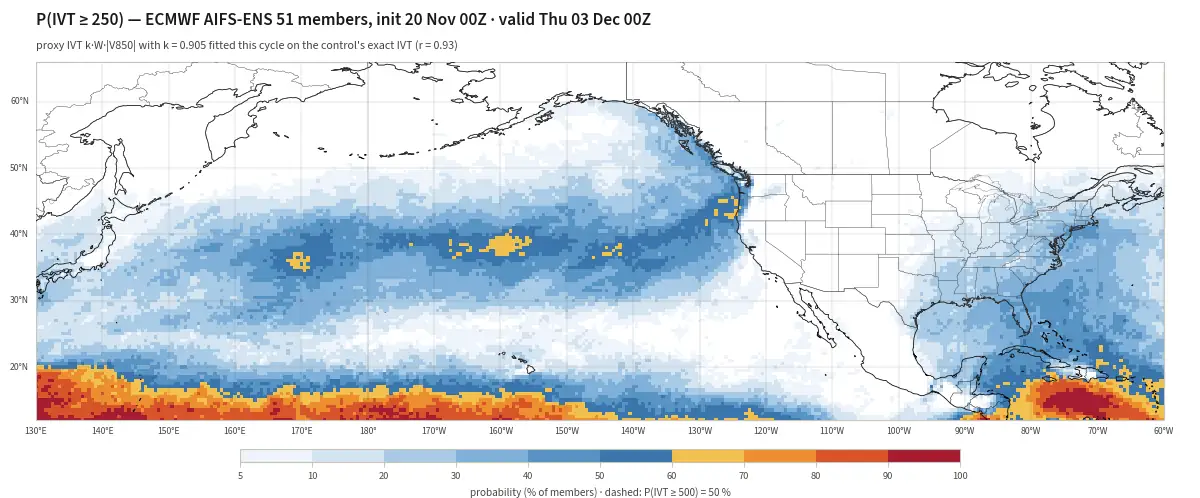 P(IVT ≥ 250) — ECMWF AIFS-ENS 51 members, init 20 Nov 00Z · valid Thu 03 Dec 00Z
proxy IVT k·W·|V850| with k = 0.905 fitted this cycle on the control's exact IVT (r = 0.93)
60°N
50°N
40°N
30°N
20°N
130°E 140°E 150°E 160°E 170°E 180° 170°W 160°W 150°W 140°W 130°W 120°W 110°W 100°W 90°W 80°W 70°W 60°W
5 10 20 30 40 50 60 70 80 90 100
probability (% of members) · dashed: P(IVT ≥ 500) = 50 %